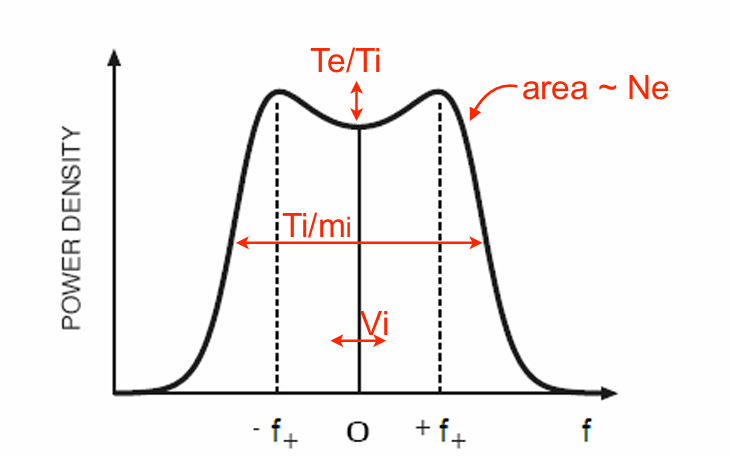 Te/Ti
area ~ Ne
POWER DENSITY
Ti/mi
Vi
- f+
O
+ f+
f